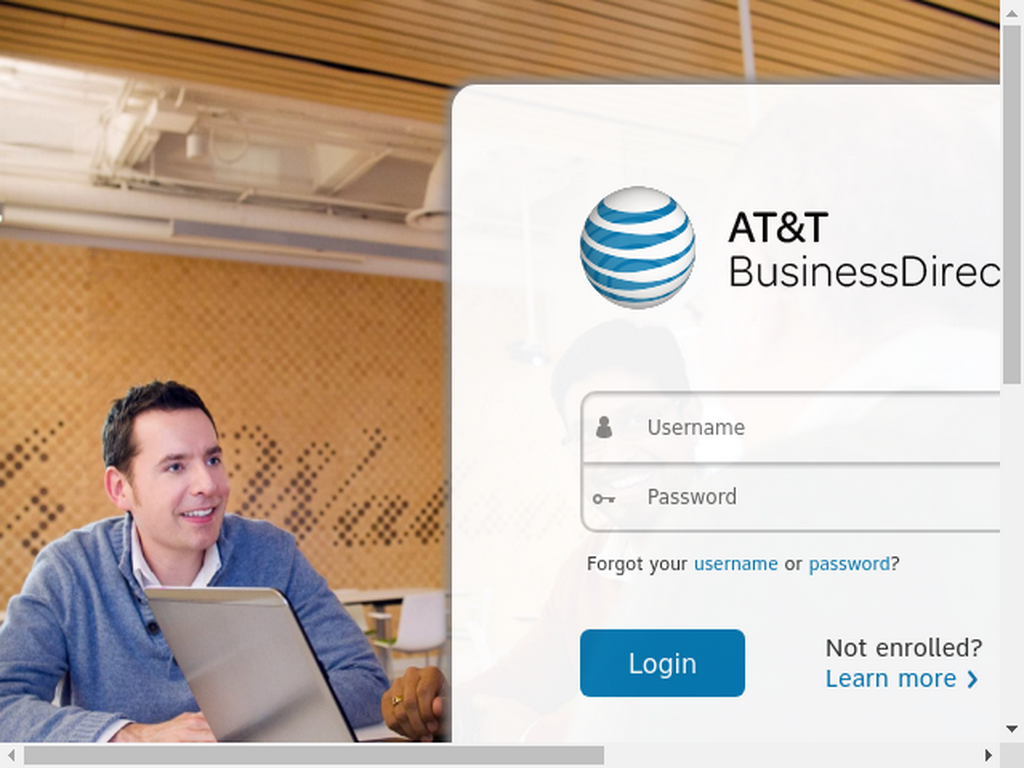 AT&T
BusinessDirec
Username
Password
Forgot your username or password?
Login
Not enrolled?
Learn more